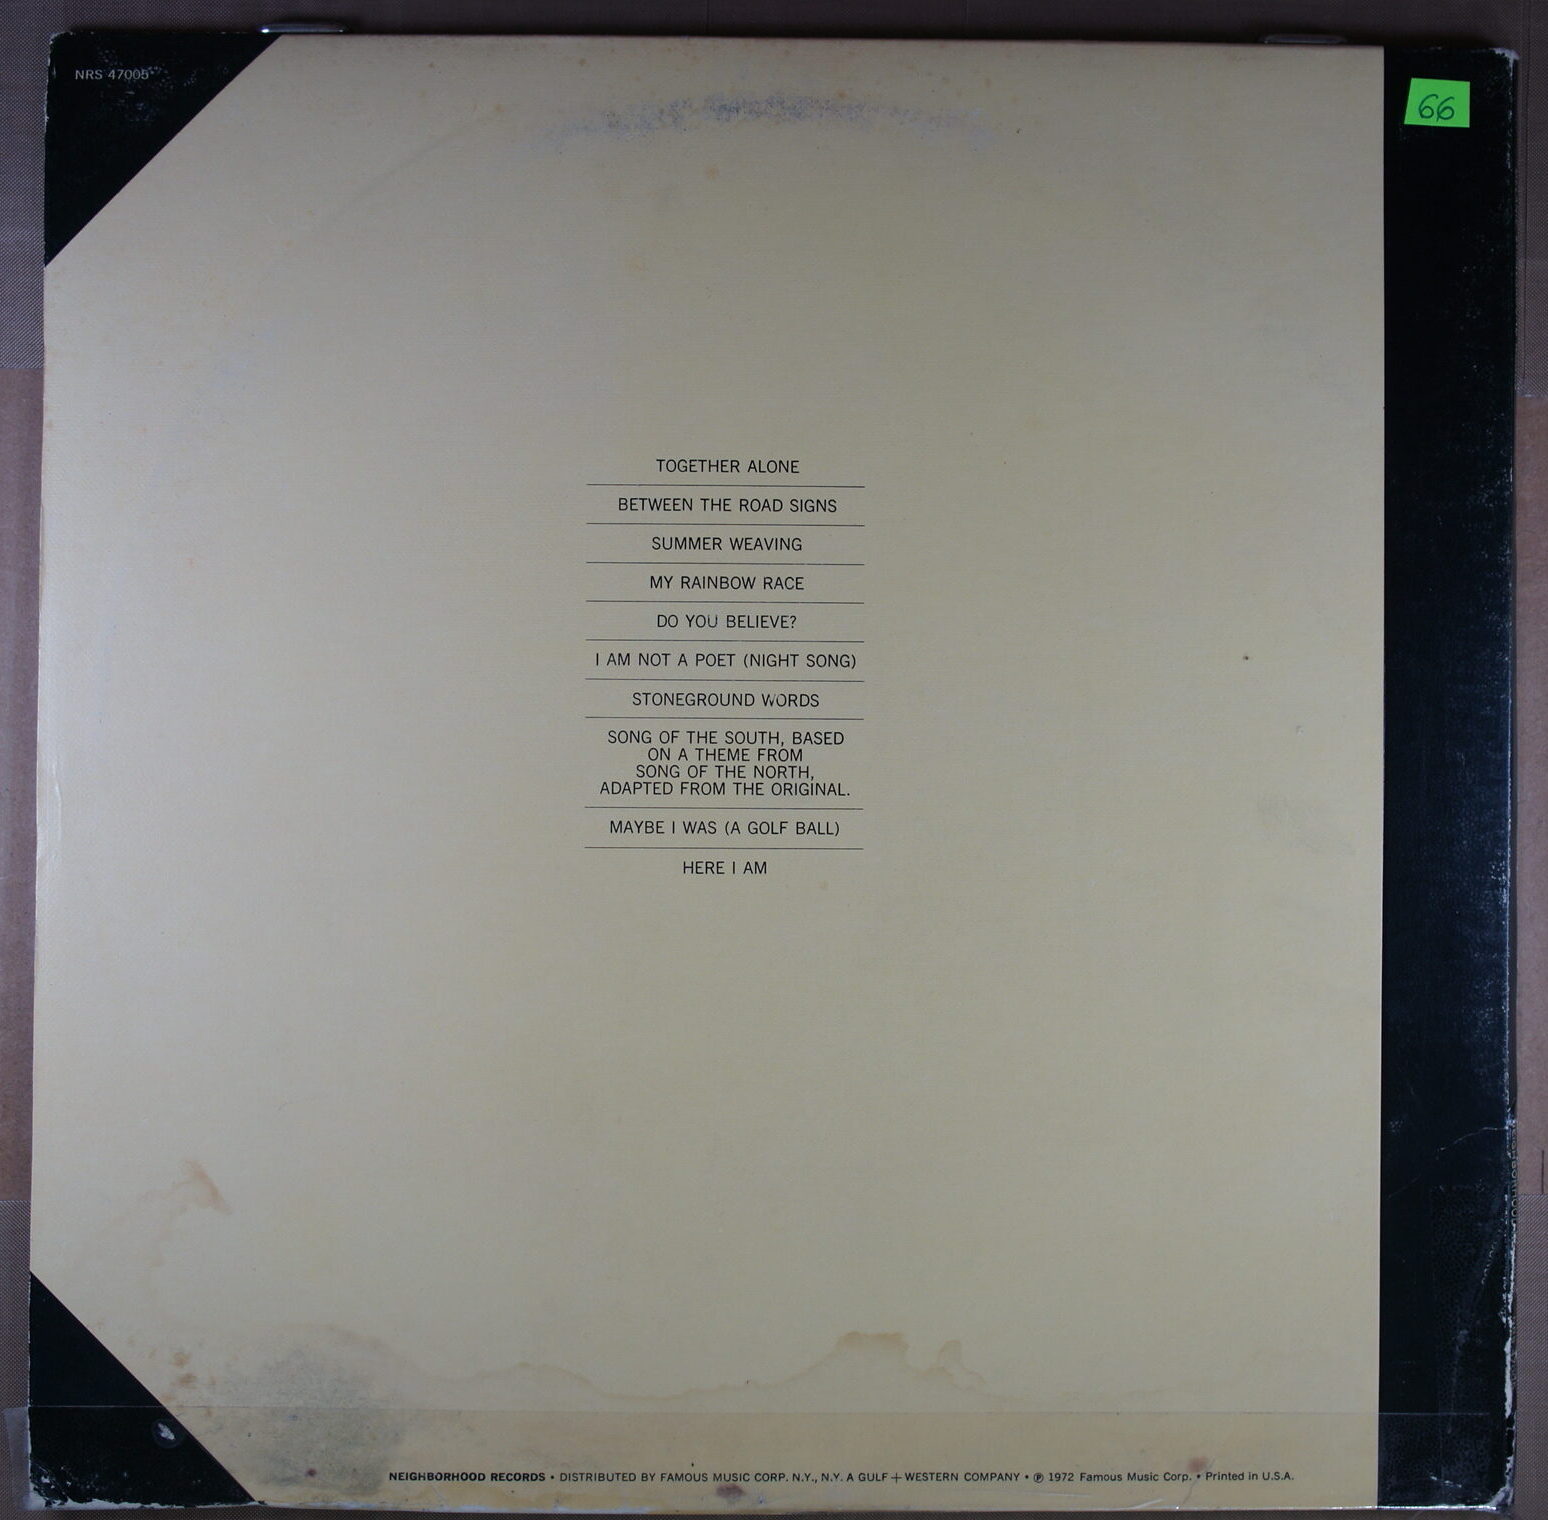 NRS 47005
66
TOGETHER ALONE
BETWEEN THE ROAD SIGNS
SUMMER WEAVING
MY RAINBOW RACE
DO YOU BELIEVE?
I AM NOT A POET (NIGHT SONG)
STONEGROUND WORDS
SONG OF THE SOUTH, BASED
ON A THEME FROM
SONG OF THE NORTH,
ADAPTED FROM THE ORIGINAL.
MAYBE I WAS (A GOLF BALL)
HERE I AM
NEIGHBORHOOD RECORDS • DISTRIBUTED BY FAMOUS MUSIC CORP. N.Y., N.Y. A GULF + WESTERN COMPANY • ℗ 1972 Famous Music Corp. • Printed in U.S.A.